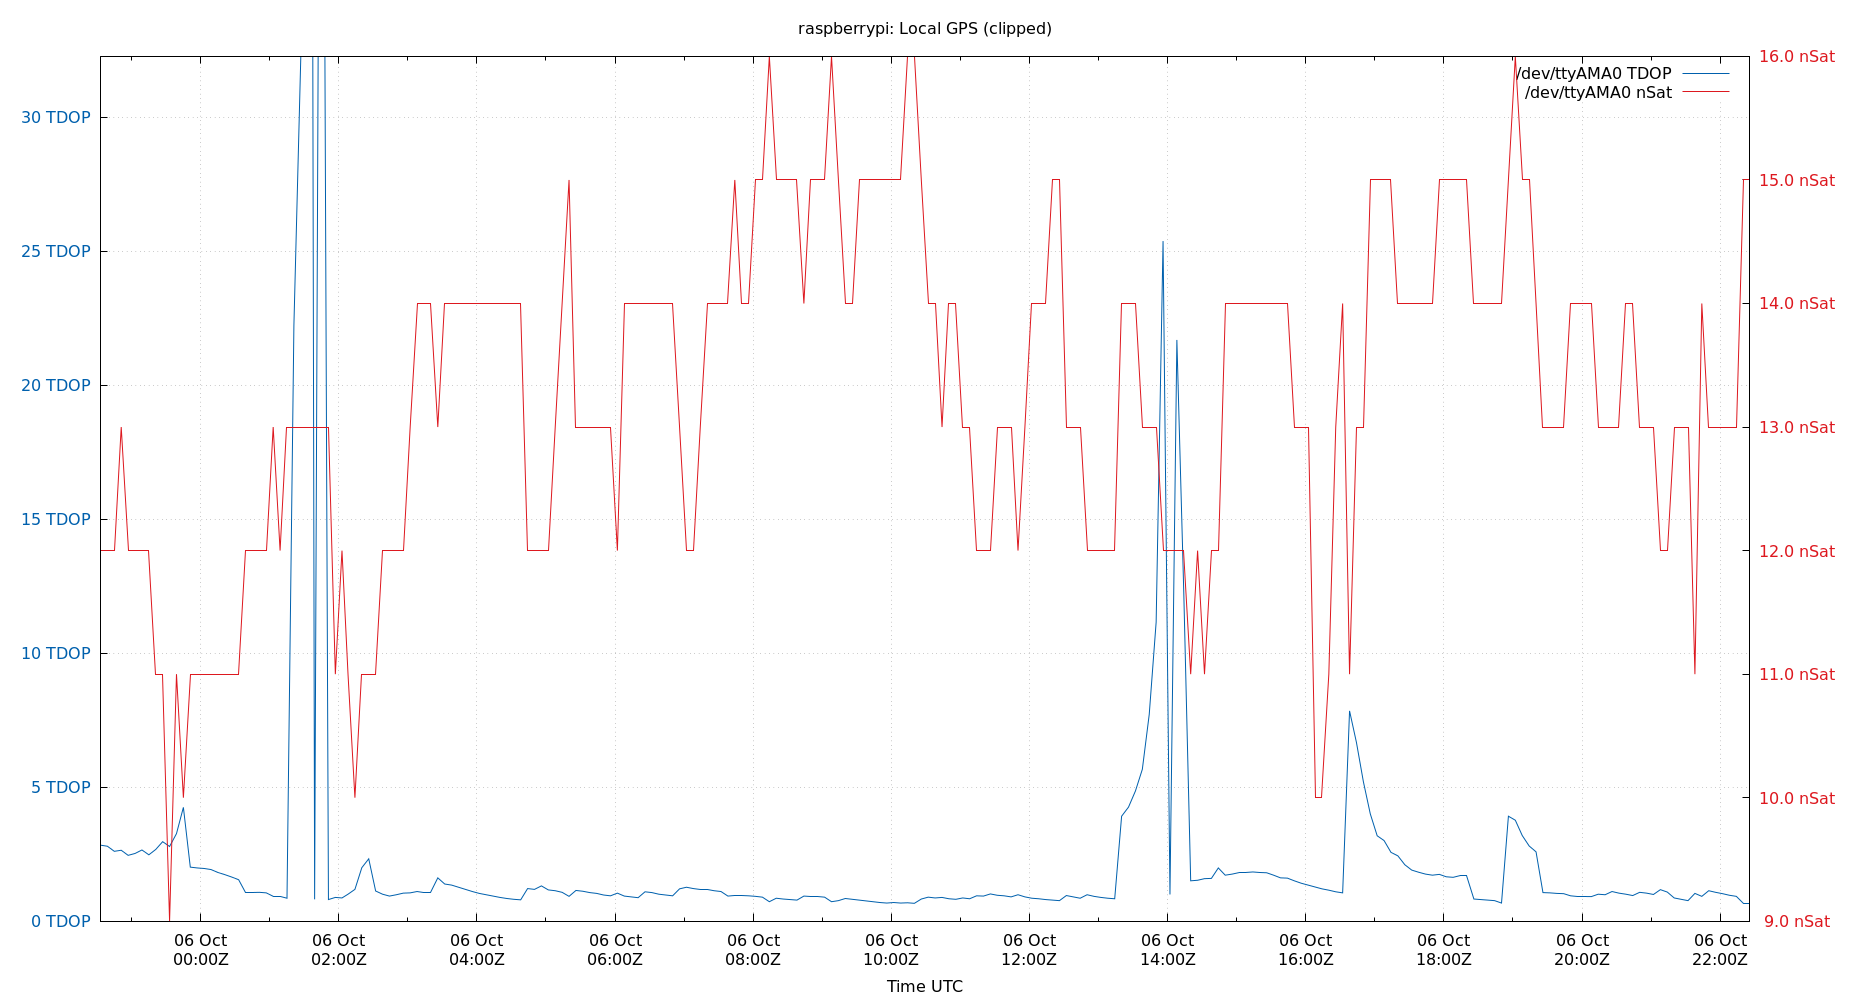 raspberrypi: Local GPS (clipped)
/dev/ttyAMA0 TDOP
/dev/ttyAMA0 nSat
30 TDOP
25 TDOP
20 TDOP
15 TDOP
10 TDOP
5 TDOP
0 TDOP
16.0 nSat
15.0 nSat
14.0 nSat
13.0 nSat
12.0 nSat
11.0 nSat
10.0 nSat
9.0 nSat
06 Oct
00:00Z
06 Oct
02:00Z
06 Oct
04:00Z
06 Oct
06:00Z
06 Oct
08:00Z
06 Oct
10:00Z
06 Oct
12:00Z
06 Oct
14:00Z
06 Oct
16:00Z
06 Oct
18:00Z
06 Oct
20:00Z
06 Oct
22:00Z
Time UTC